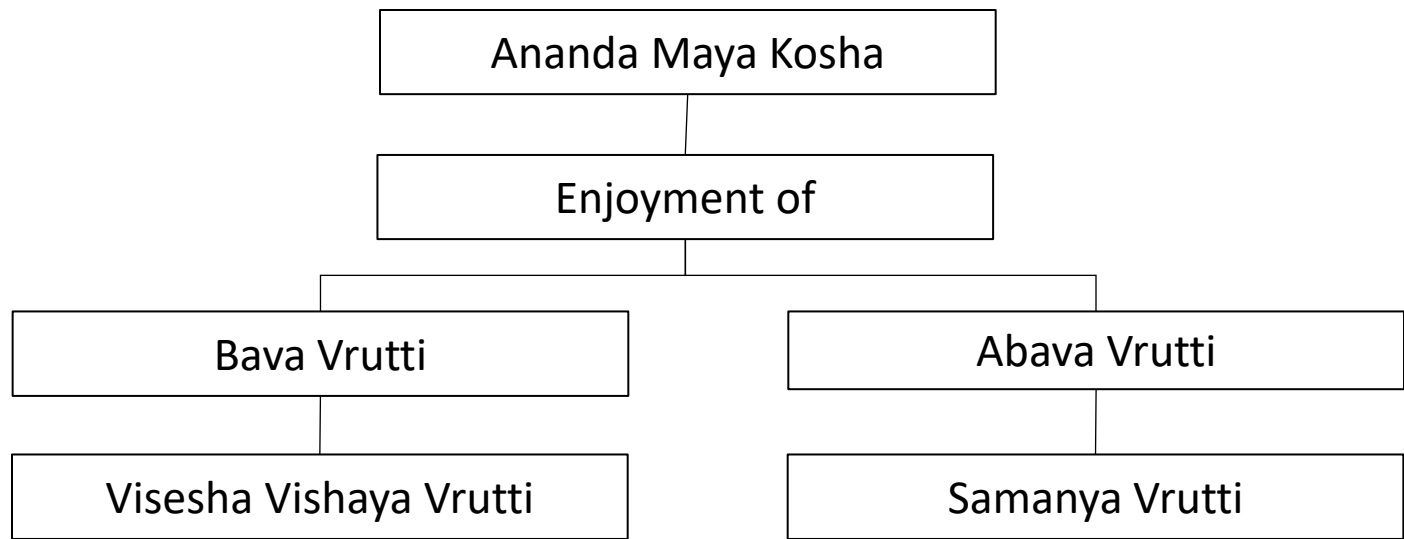 Ananda Maya Kosha
Enjoyment of
Bava Vrutti
Abava Vrutti
Visesha Vishaya Vrutti
Samanya Vrutti